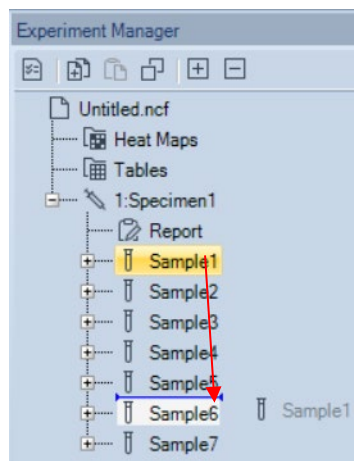 Experiment Manager
Untitled.ncf
Heat Maps
Tables
1:Specimen1
Report
Sample1
Sample2
Sample3
Sample4
Sample5
Sample6 Sample1
Sample7